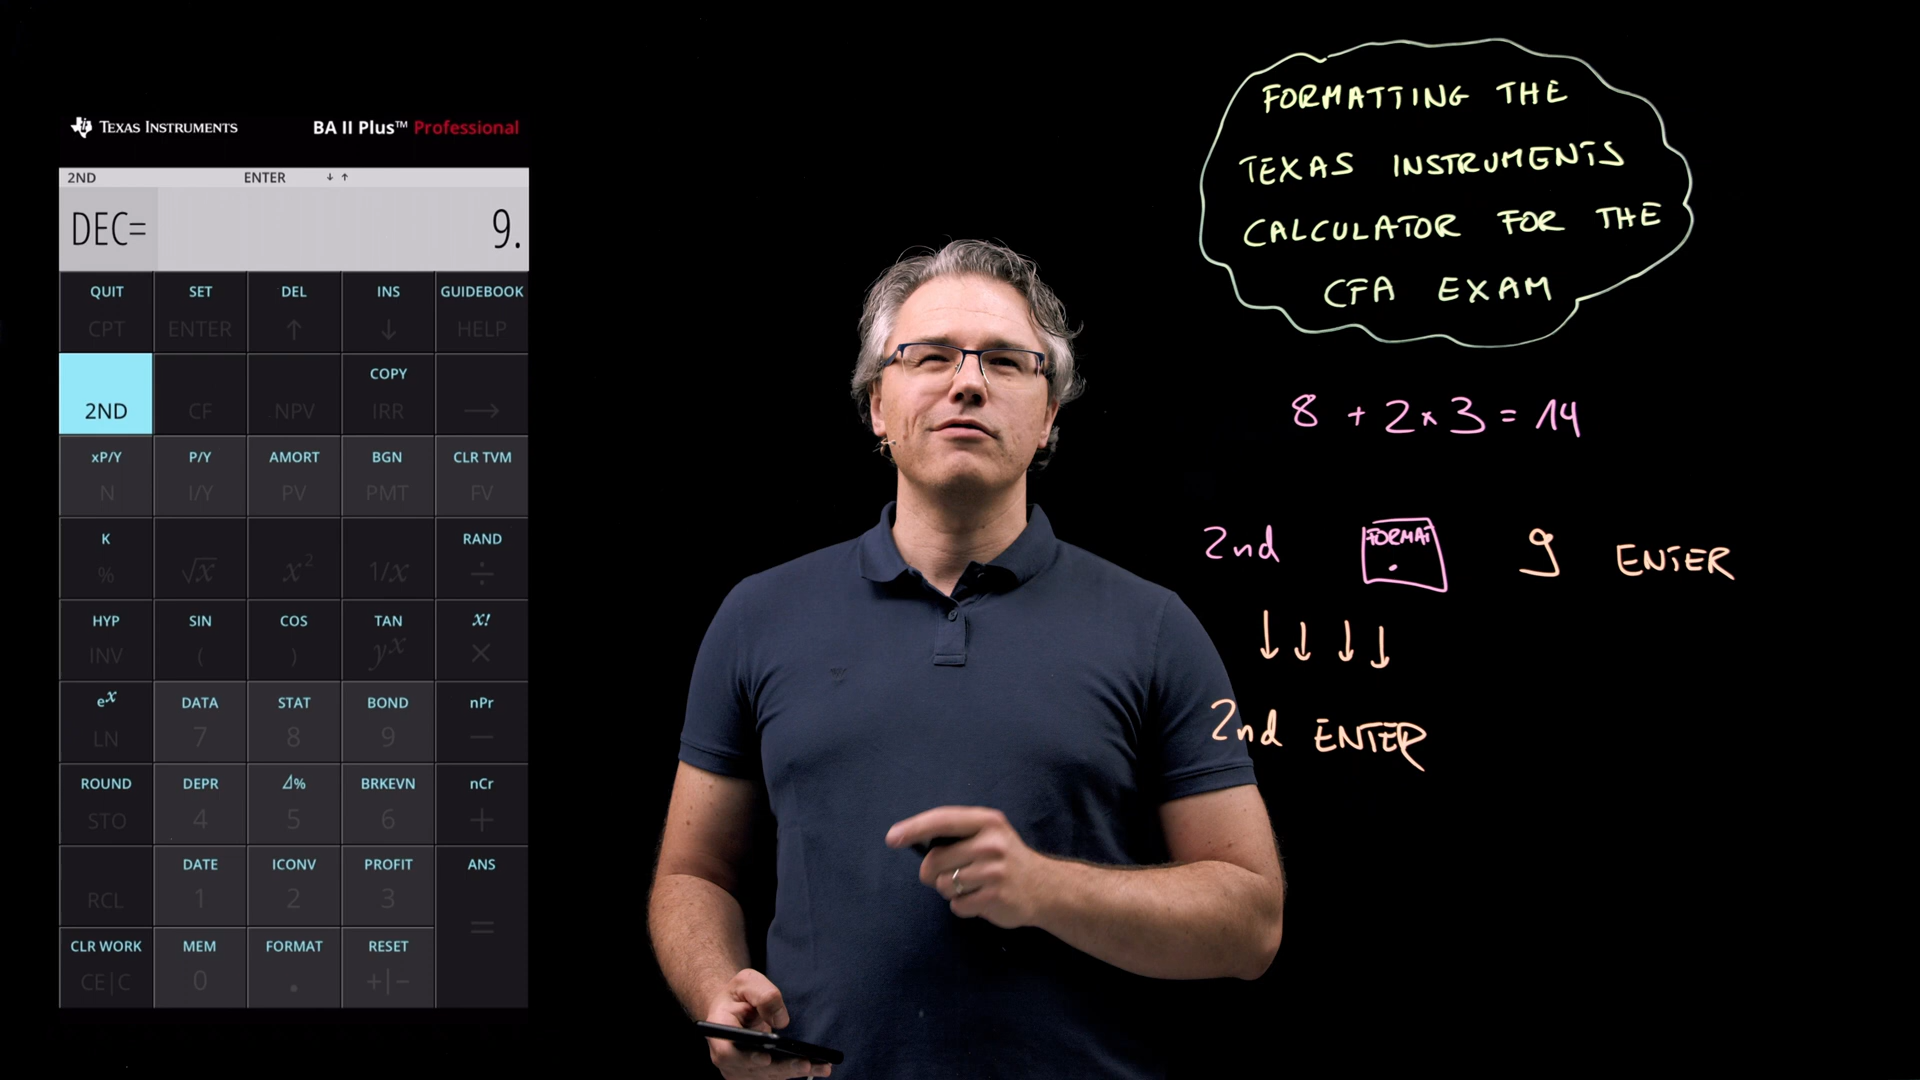 TEXAS INSTRUMENTS BA II Plus™ Professional
2ND ENTER ↓ ↑
DEC= 9.
QUIT SET DEL INS GUIDEBOOK
CPT ENTER ↑ ↓ HELP
COPY
2ND CF NPV IRR →
xP/Y P/Y AMORT BGN CLR TVM
N I/Y PV PMT FV
K RAND
% √x x² 1/x ÷
HYP SIN COS TAN x!
INV ( ) yˣ ×
eˣ DATA STAT BOND nPr
LN 7 8 9 −
ROUND DEPR Δ% BRKEVN nCr
STO 4 5 6 +
DATE ICONV PROFIT ANS
RCL 1 2 3 =
CLR WORK MEM FORMAT RESET
CE|C 0 . +|−
FORMATTING THE
TEXAS INSTRUMENTS
CALCULATOR FOR THE
CFA EXAM
8 + 2 × 3 = 14
2nd FORMAT . 9 ENTER
↓ ↓ ↓ ↓
2nd ENTER